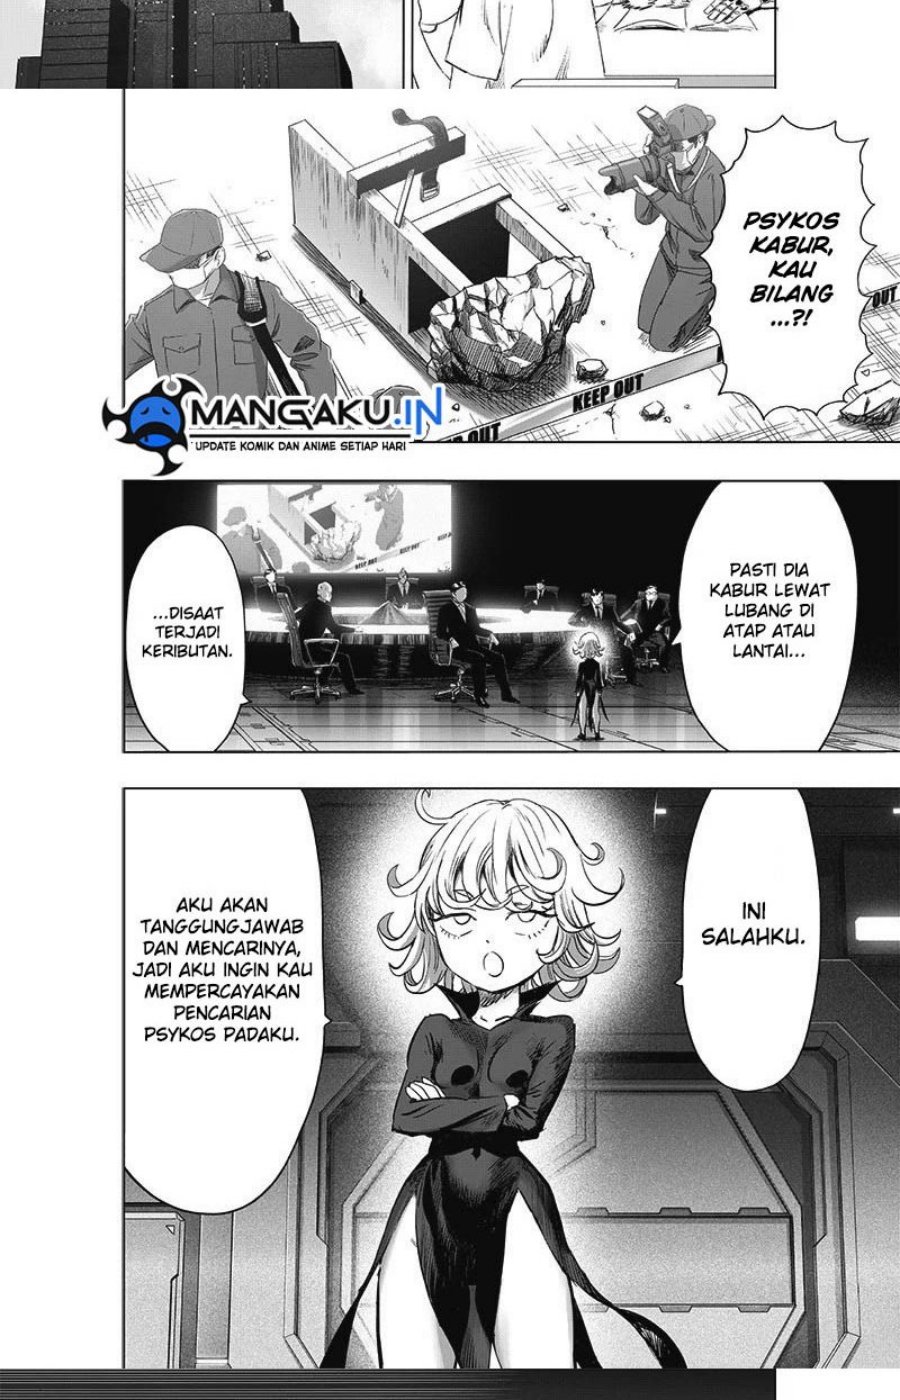 PSYKOS
KABUR,
KAU
BILANG
...?!
OUT
KEEP OUT
OUT
MANGAKU.IN
UPDATE KOMIK DAN ANIME SETIAP HARI
PASTI DIA
KABUR LEWAT
LUBANG DI
ATAP ATAU
LANTAI...
...DISAAT
TERJADI
KERIBUTAN.
KEEP OUT
INI
SALAHKU.
AKU AKAN
TANGGUNGJAWAB
DAN MENCARINYA,
JADI AKU INGIN KAU
MEMPERCAYAKAN
PENCARIAN
PSYKOS PADAKU.